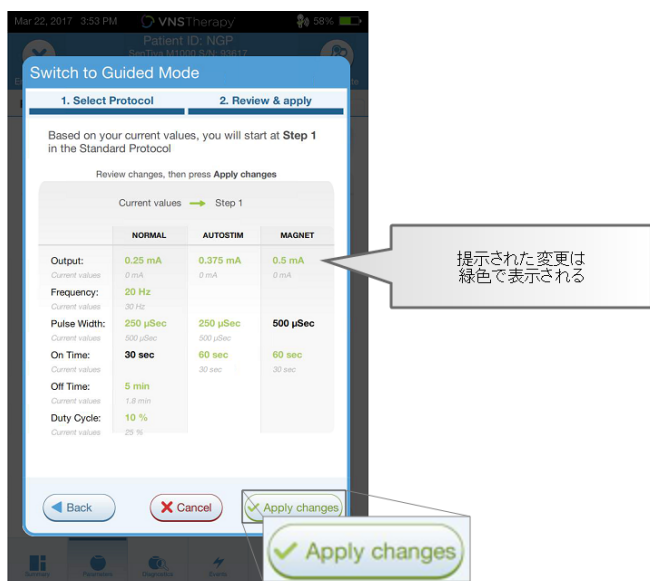 Mar 22, 2017 3:53 PM VNSTherapy 58%
Patient ID: NGP
SenTiva M1000 S/N: 93617
Switch to Guided Mode
1. Select Protocol 2. Review & apply
Based on your current values, you will start at Step 1
in the Standard Protocol
Review changes, then press Apply changes
Current values Step 1
NORMAL AUTOSTIM MAGNET
Output: 0.25 mA 0.375 mA 0.5 mA
Current values 0 mA 0 mA 0 mA
Frequency: 20 Hz
Current values 30 Hz
Pulse Width: 250 µSec 250 µSec 500 µSec
Current values 500 µSec 500 µSec
On Time: 30 sec 60 sec 60 sec
Current values 30 sec 30 sec
Off Time: 5 min
Current values 1.8 min
Duty Cycle: 10 %
Current values 25 %
提示された変更は
緑色で表示される
Back Cancel Apply changes
Apply changes
Summary Parameters Diagnostics Events